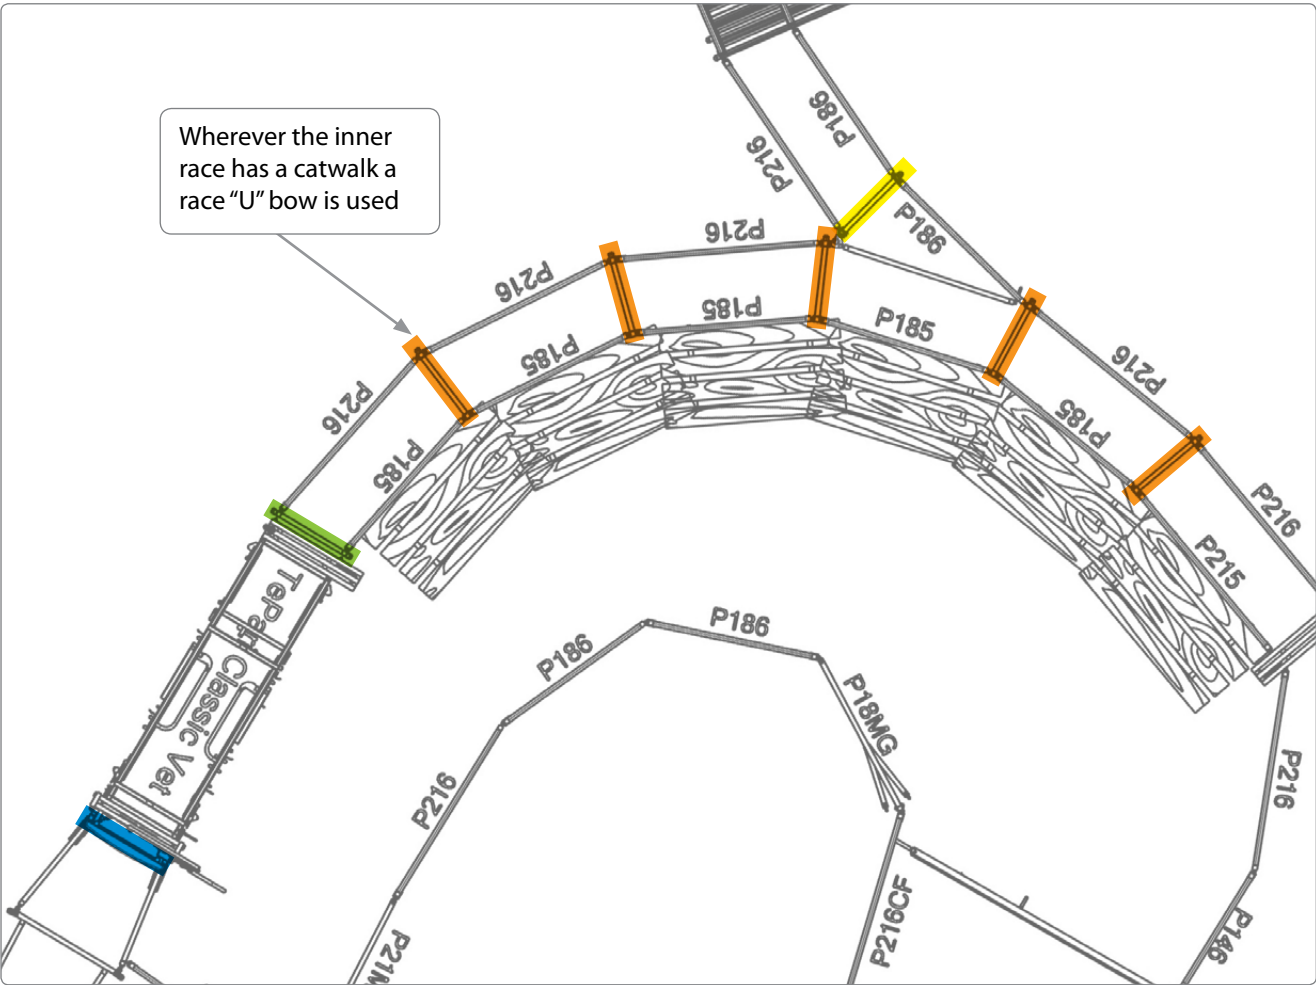 Wherever the inner
race has a catwalk a
race “U” bow is used
P186
P216
P186
P216
P216
P185
P185
P216
P185
P216
P185
P216
P185
P215
TePari
Classic Vet
P186
P186
P18MG
P216
P216
P216CF
P146
P21M